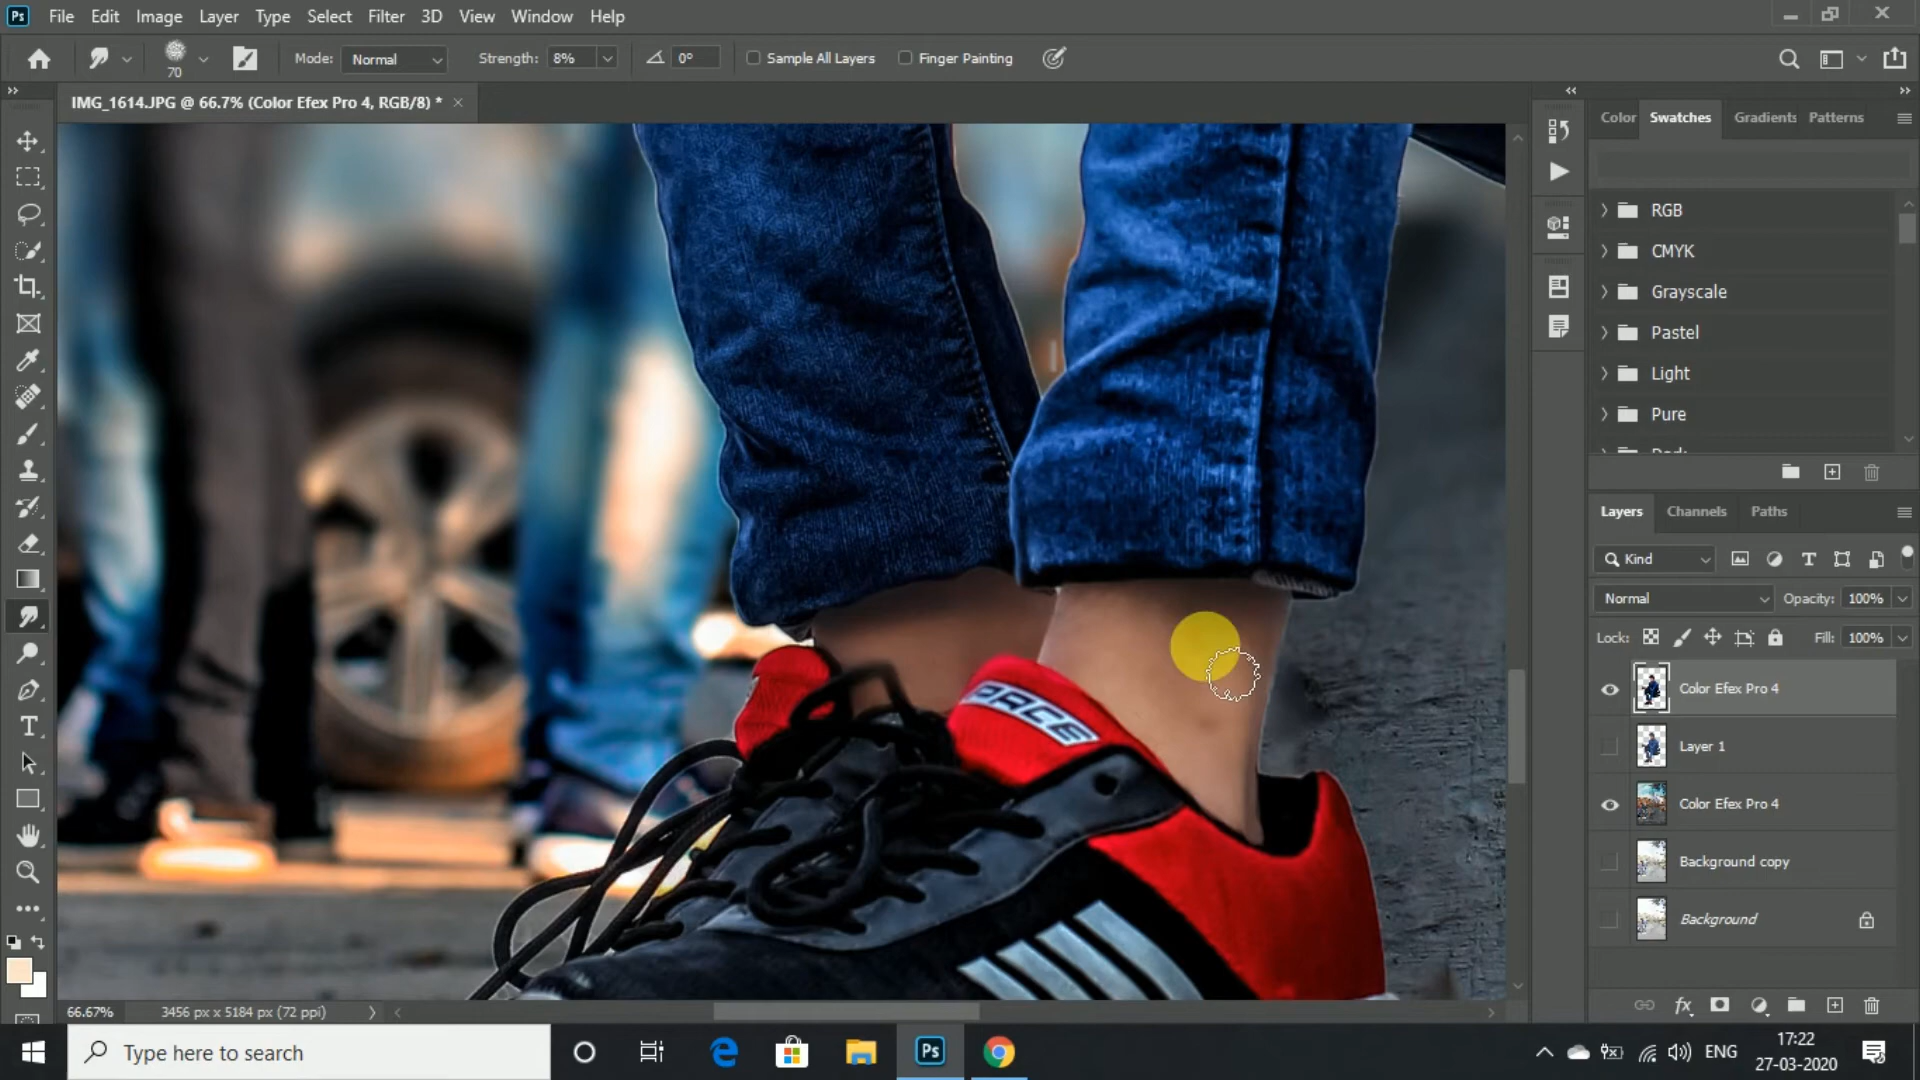 Ps File Edit Image Layer Type Select Filter 3D View Window Help
70 Mode: Normal Strength: 8% 0° Sample All Layers Finger Painting
IMG_1614.JPG @ 66.7% (Color Efex Pro 4, RGB/8) * ×
Color Swatches Gradients Patterns
RGB
CMYK
Grayscale
Pastel
Light
Pure
Layers Channels Paths
Kind
Normal Opacity: 100%
Lock: Fill: 100%
Color Efex Pro 4
Layer 1
Color Efex Pro 4
Background copy
Background
66.67% 3456 px x 5184 px (72 ppi)
Type here to search
Ps
ENG
17:22
27-03-2020